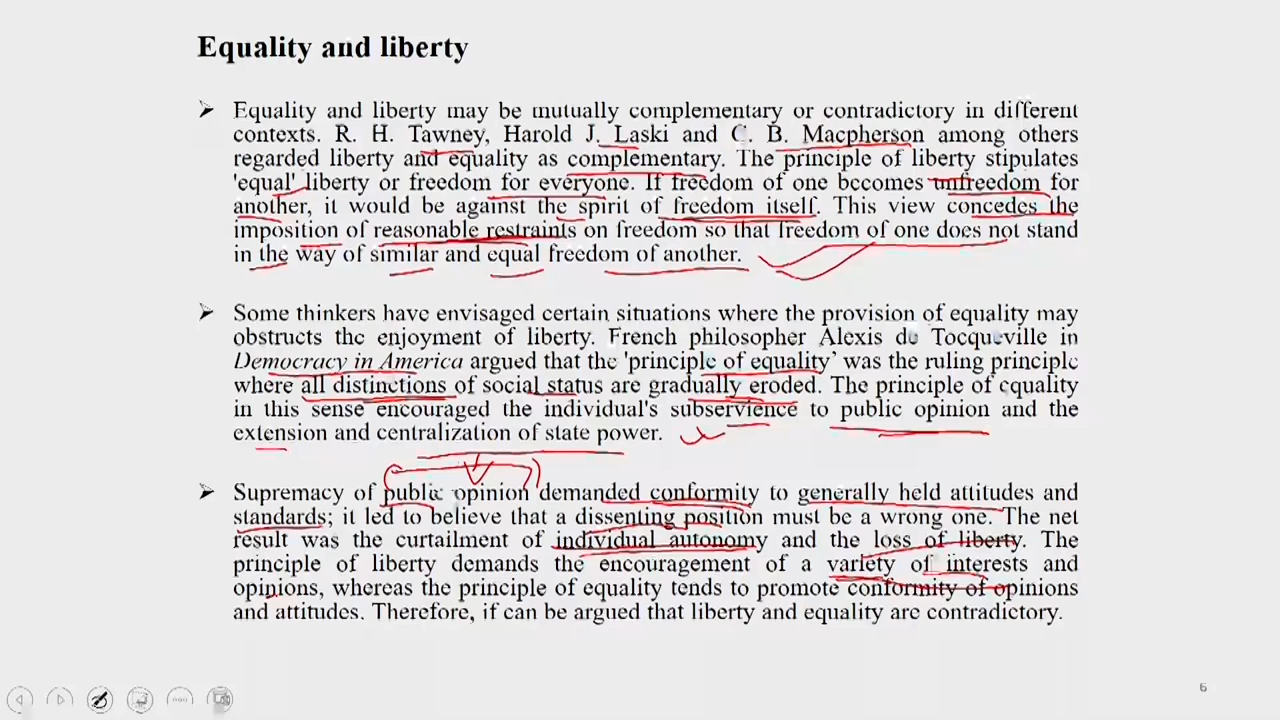 Equality and liberty
➢ Equality and liberty may be mutually complementary or contradictory in different
contexts. R. H. Tawney, Harold J. Laski and C. B. Macpherson among others
regarded liberty and equality as complementary. The principle of liberty stipulates
'equal' liberty or freedom for everyone. If freedom of one becomes unfreedom for
another, it would be against the spirit of freedom itself. This view concedes the
imposition of reasonable restraints on freedom so that freedom of one does not stand
in the way of similar and equal freedom of another.
➢ Some thinkers have envisaged certain situations where the provision of equality may
obstructs the enjoyment of liberty. French philosopher Alexis de Tocqueville in
Democracy in America argued that the 'principle of equality' was the ruling principle
where all distinctions of social status are gradually eroded. The principle of equality
in this sense encouraged the individual's subservience to public opinion and the
extension and centralization of state power.
➢ Supremacy of public opinion demanded conformity to generally held attitudes and
standards; it led to believe that a dissenting position must be a wrong one. The net
result was the curtailment of individual autonomy and the loss of liberty. The
principle of liberty demands the encouragement of a variety of interests and
opinions, whereas the principle of equality tends to promote conformity of opinions
and attitudes. Therefore, if can be argued that liberty and equality are contradictory.
6